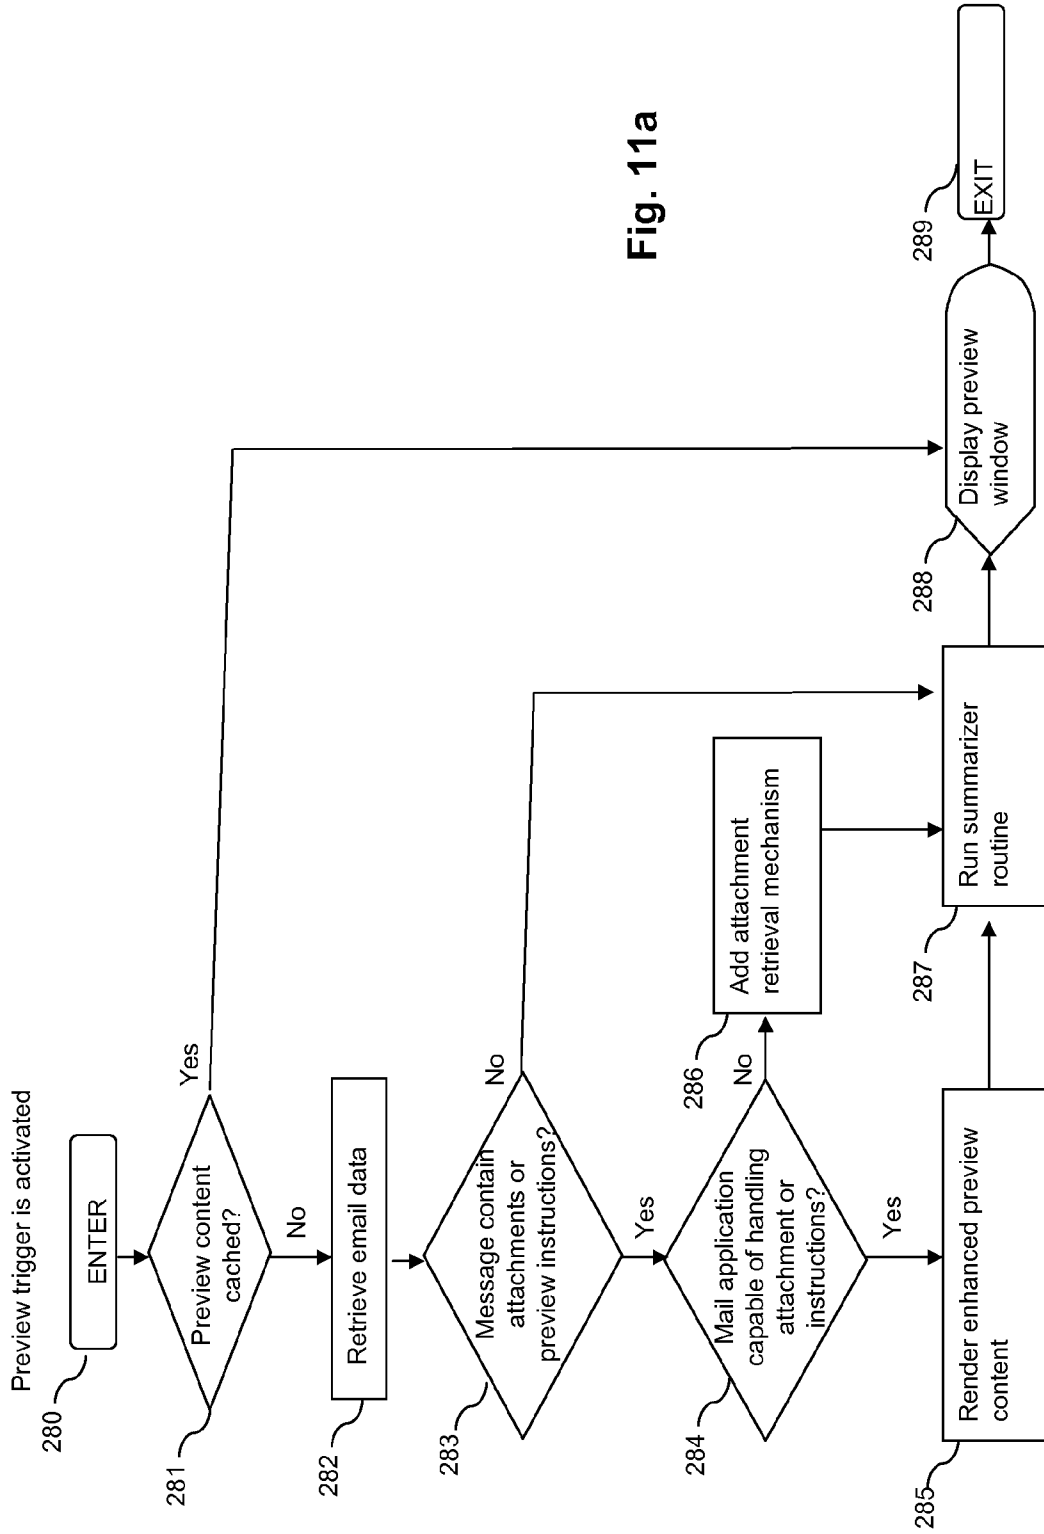 Preview trigger is activated
280
ENTER
281
Preview content
cached?
Yes
No
282
Retrieve email data
283
Message contain
attachments or
preview instructions?
No
Yes
284
Mail application
capable of handling
attachment or
instructions?
No
Yes
286
Add attachment
retrieval mechanism
285
Render enhanced preview
content
287
Run summarizer
routine
288
Display preview
window
289
EXIT
Fig. 11a